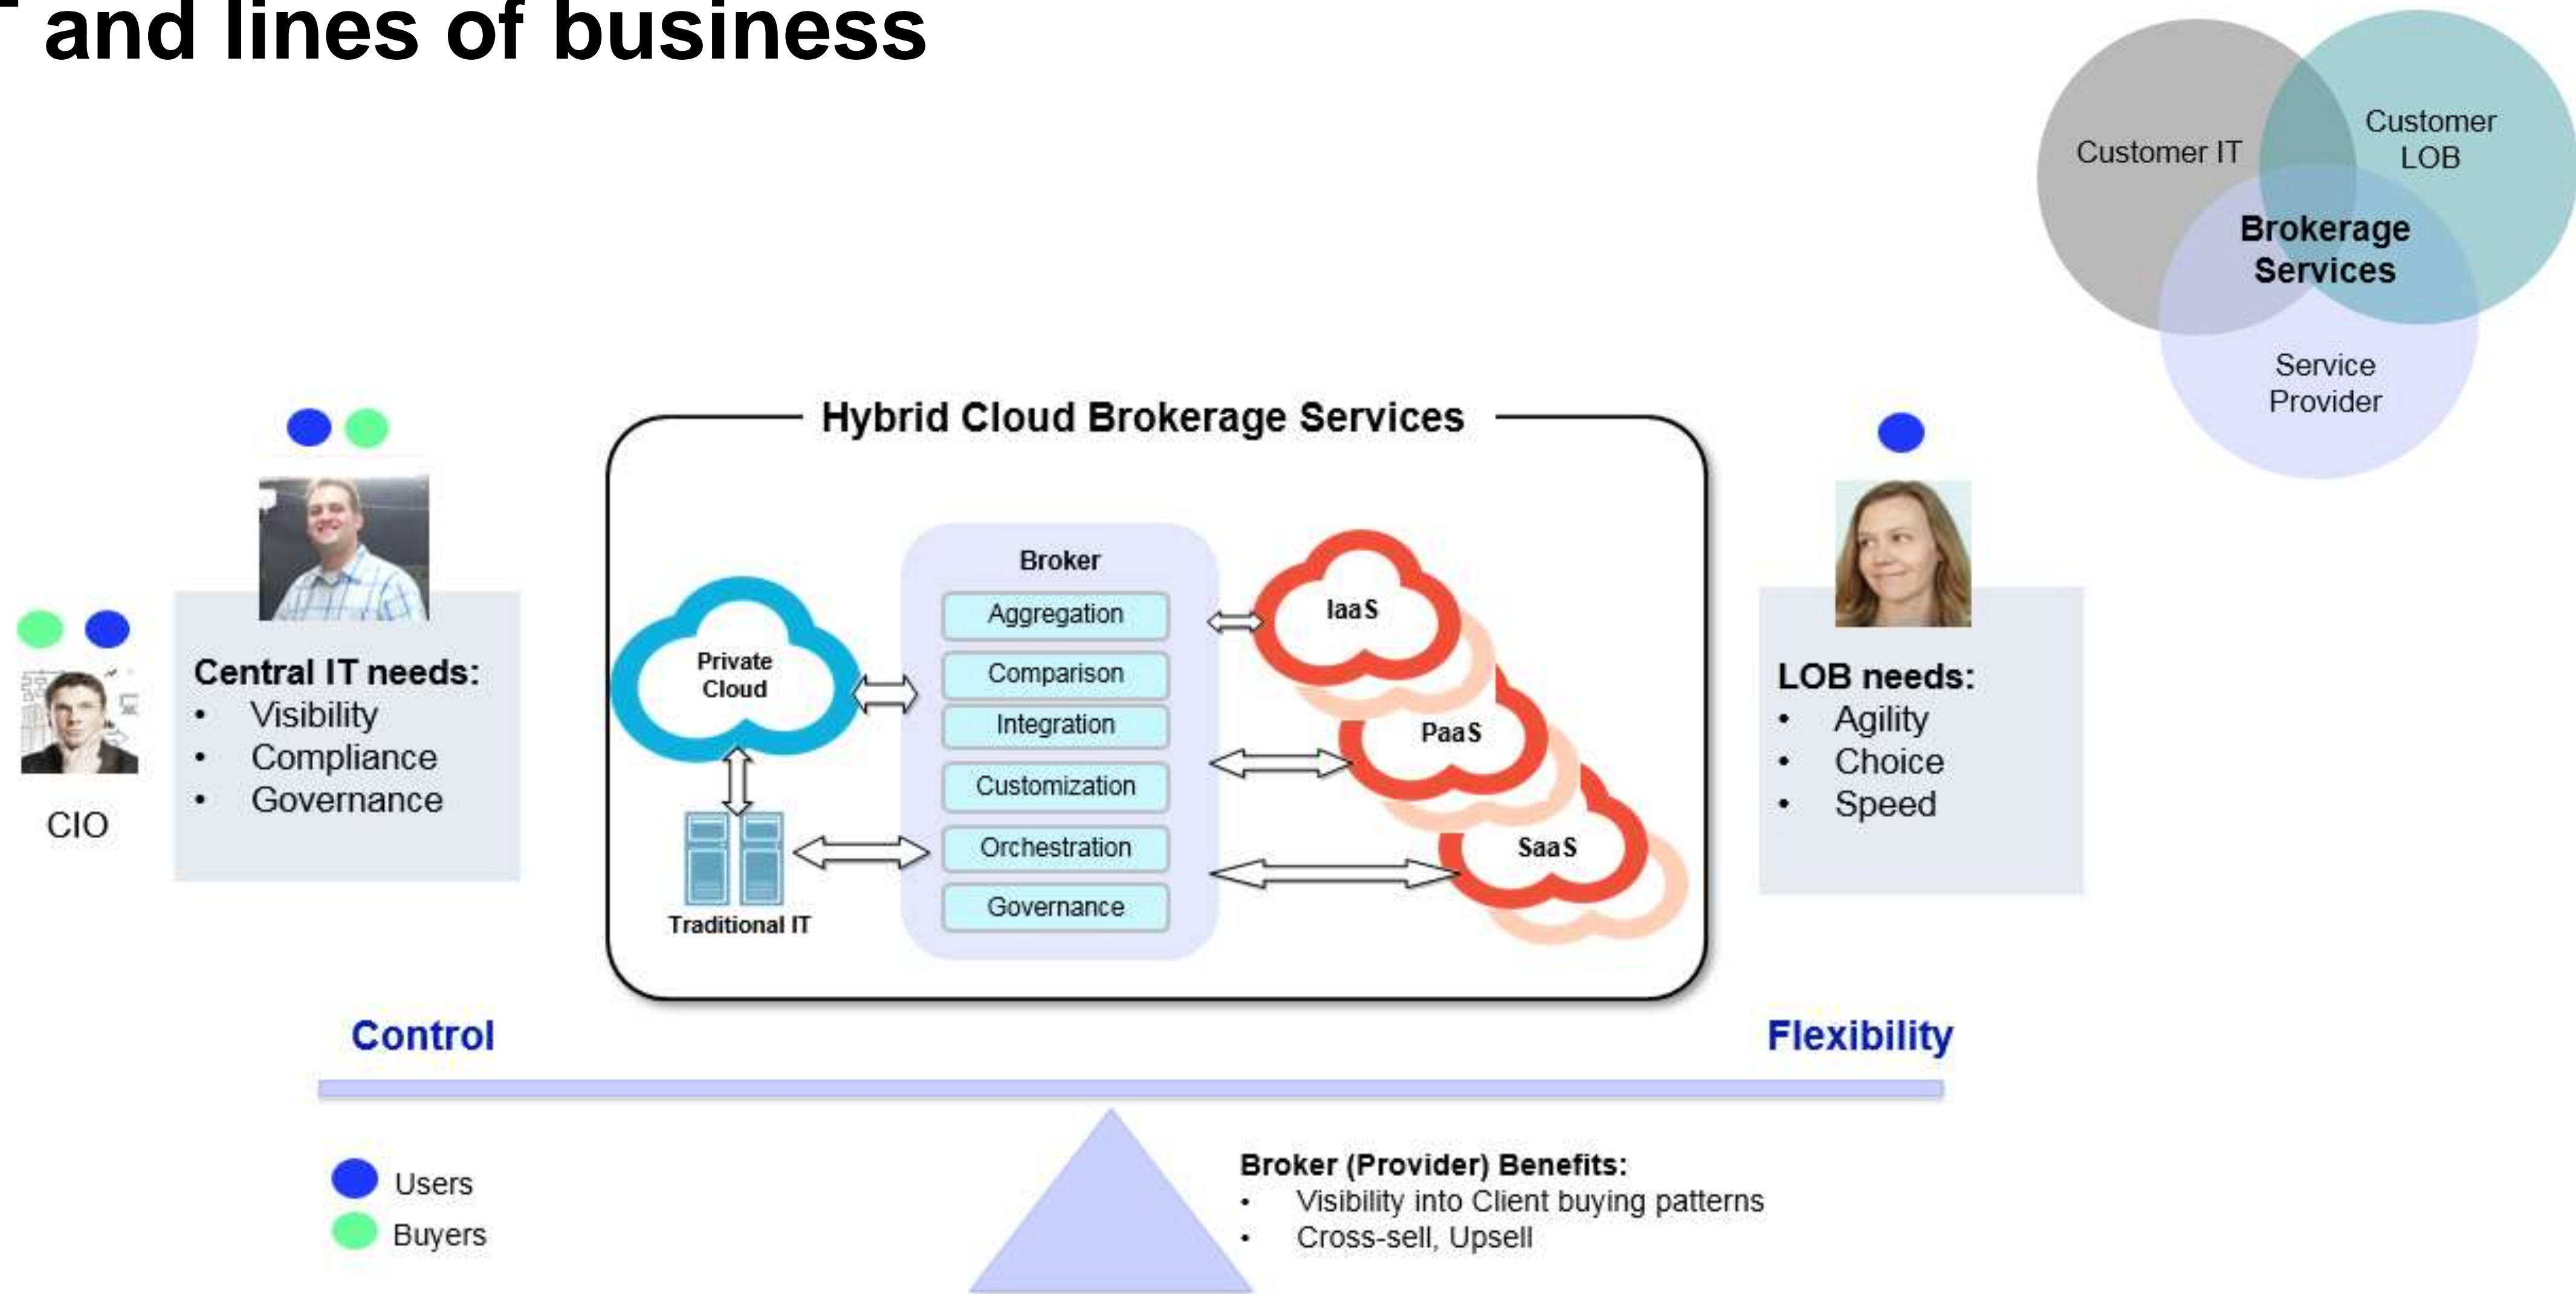 and lines of business
Customer IT
Customer
LOB
Brokerage
Services
Service
Provider
Hybrid Cloud Brokerage Services
Central IT needs:
• Visibility
• Compliance
• Governance
CIO
Private
Cloud
Traditional IT
Broker
Aggregation
Comparison
Integration
Customization
Orchestration
Governance
IaaS
PaaS
SaaS
LOB needs:
• Agility
• Choice
• Speed
Control
Flexibility
Users
Buyers
Broker (Provider) Benefits:
• Visibility into Client buying patterns
• Cross-sell, Upsell